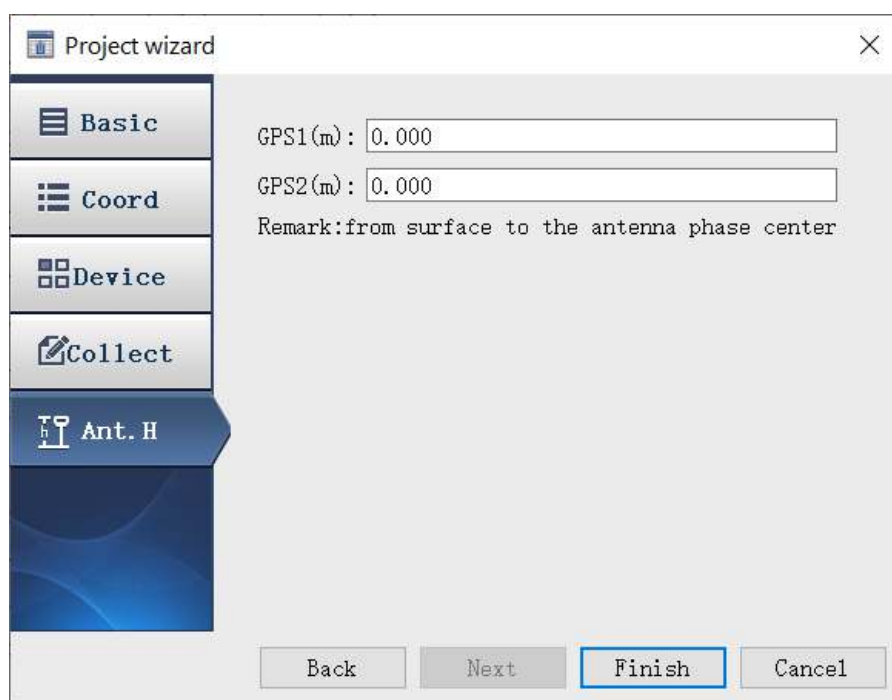 Project wizard
Basic
Coord
Device
Collect
Ant.H
GPS1(m): 0.000
GPS2(m): 0.000
Remark:from surface to the antenna phase center
Back
Next
Finish
Cancel